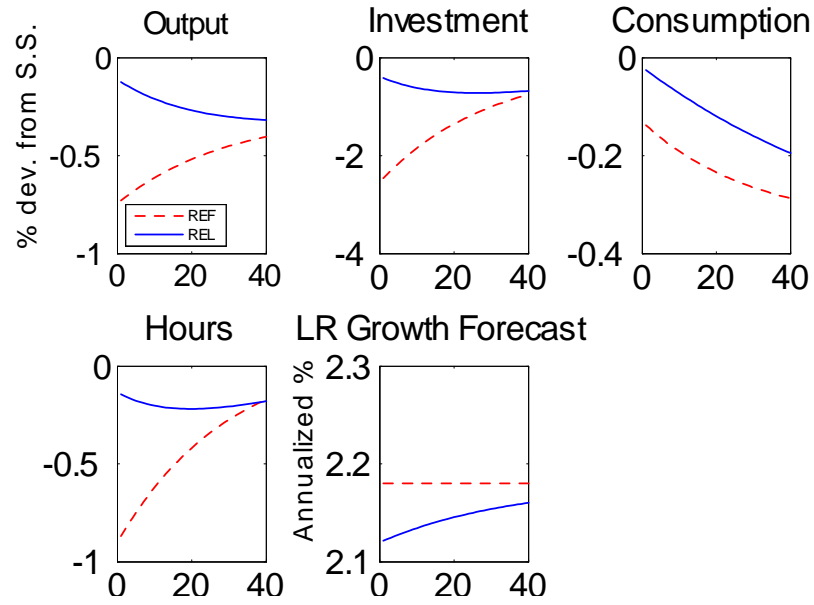 Output
Investment
Consumption
% dev. from S.S.
0
-0.5
-1
REF
REL
0 20 40
0
-2
-4
0 20 40
0
-0.2
-0.4
0 20 40
Hours
LR Growth Forecast
0
-0.5
-1
0 20 40
Annualized %
2.3
2.2
2.1
0 20 40